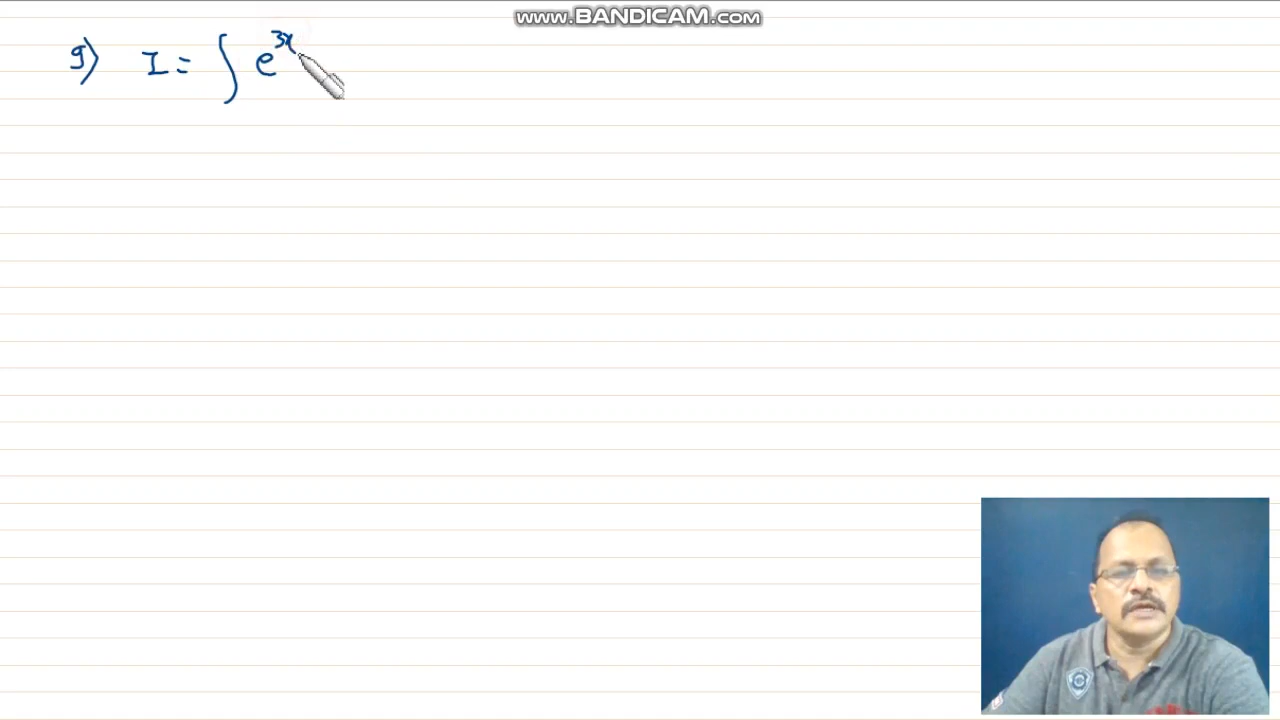 www.BANDICAM.com
9) I = ∫ e^{3x}